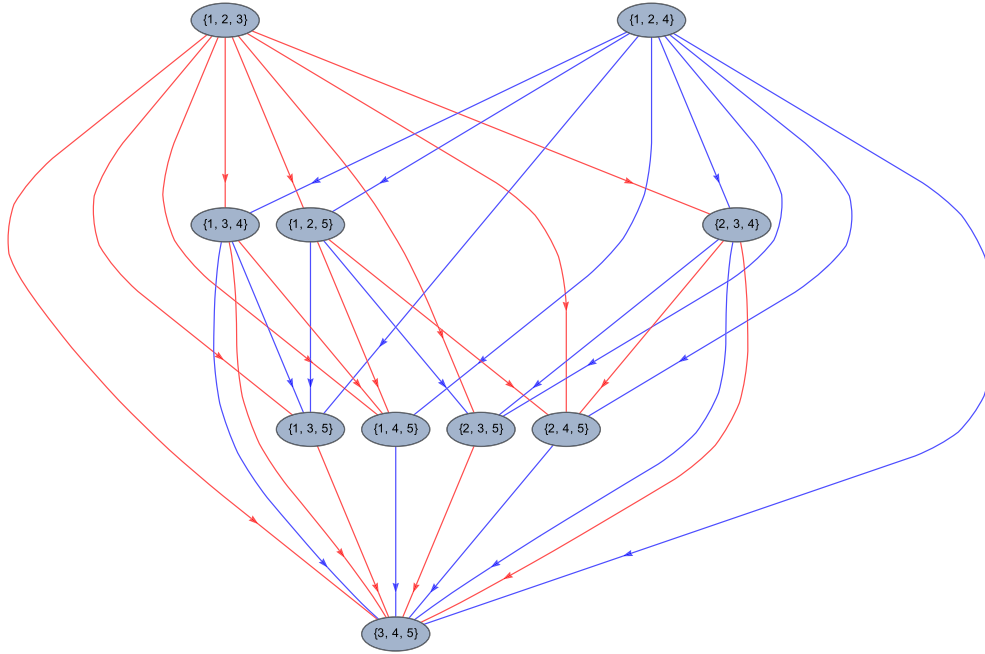 {1, 2, 3}
{1, 2, 4}
{1, 3, 4}
{1, 2, 5}
{2, 3, 4}
{1, 3, 5}
{1, 4, 5}
{2, 3, 5}
{2, 4, 5}
{3, 4, 5}